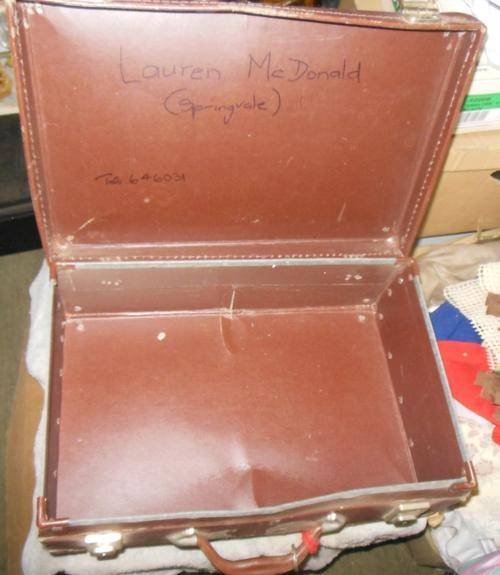 Lauren McDonald
(Springvale)
Tel. 646031